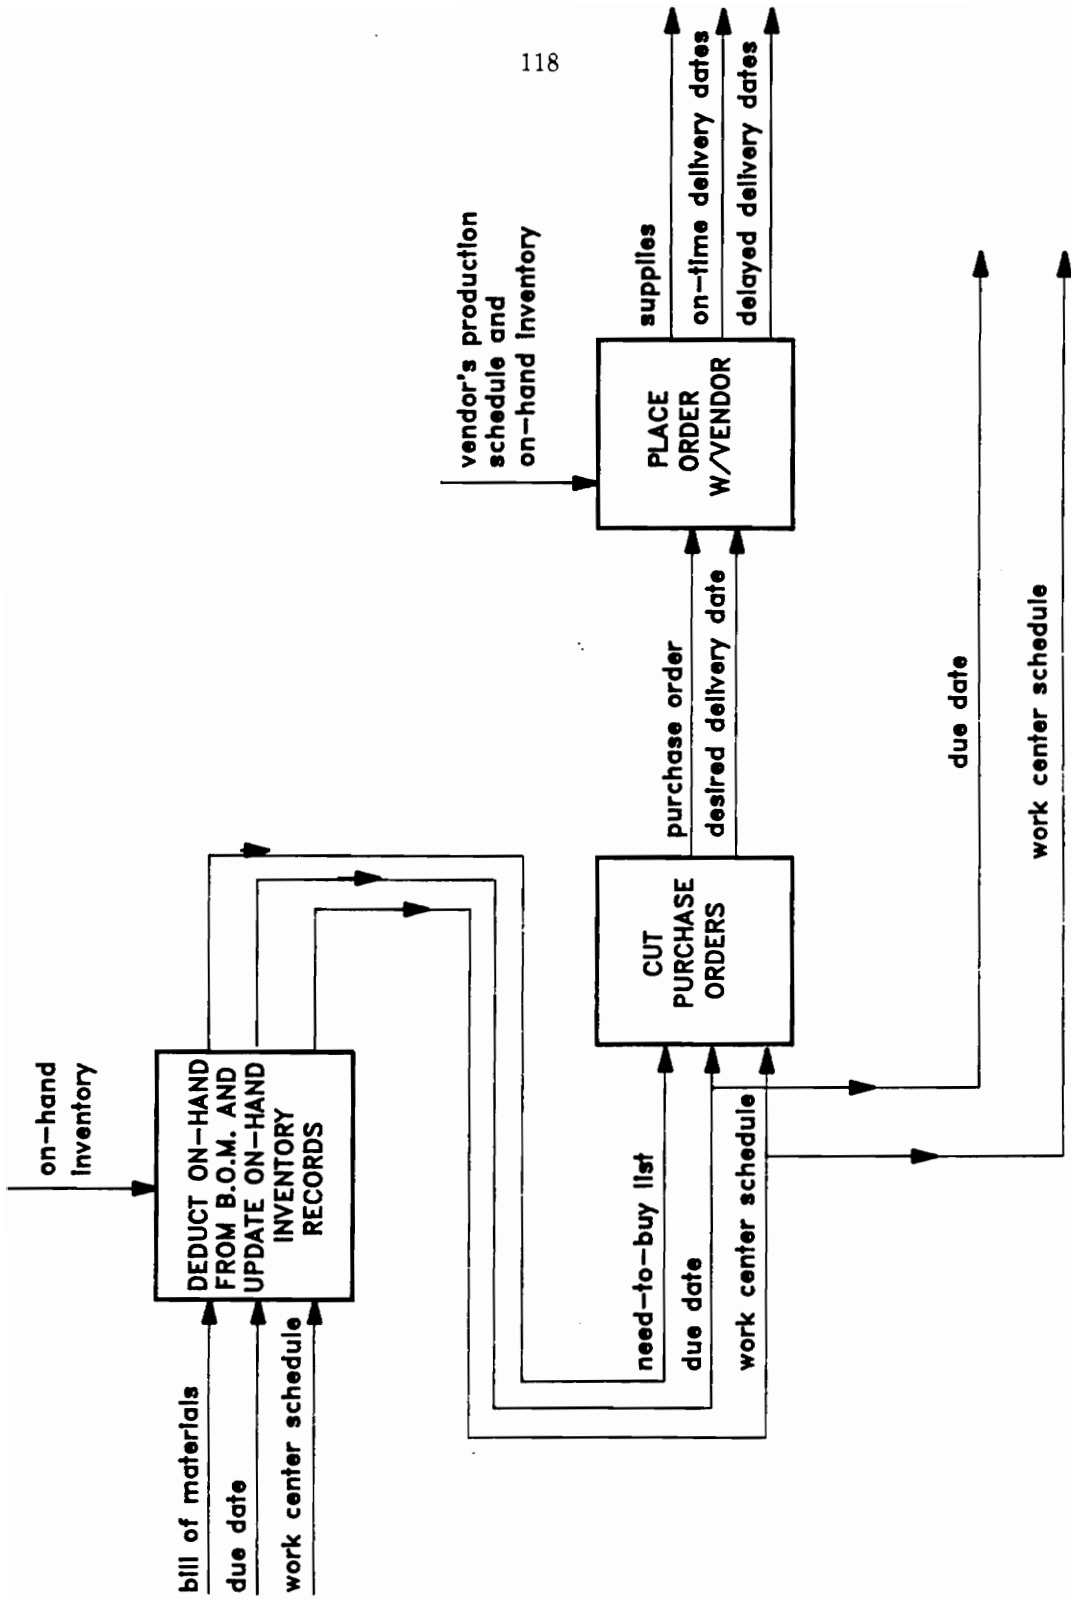 118
on-hand
inventory
bill of materials
due date
work center schedule
DEDUCT ON-HAND
FROM B.O.M. AND
UPDATE ON-HAND
INVENTORY
RECORDS
need-to-buy list
due date
work center schedule
CUT
PURCHASE
ORDERS
purchase order
desired delivery date
vendor's production
schedule and
on-hand inventory
PLACE
ORDER
W/VENDOR
supplies
on-time delivery dates
delayed delivery dates
due date
work center schedule